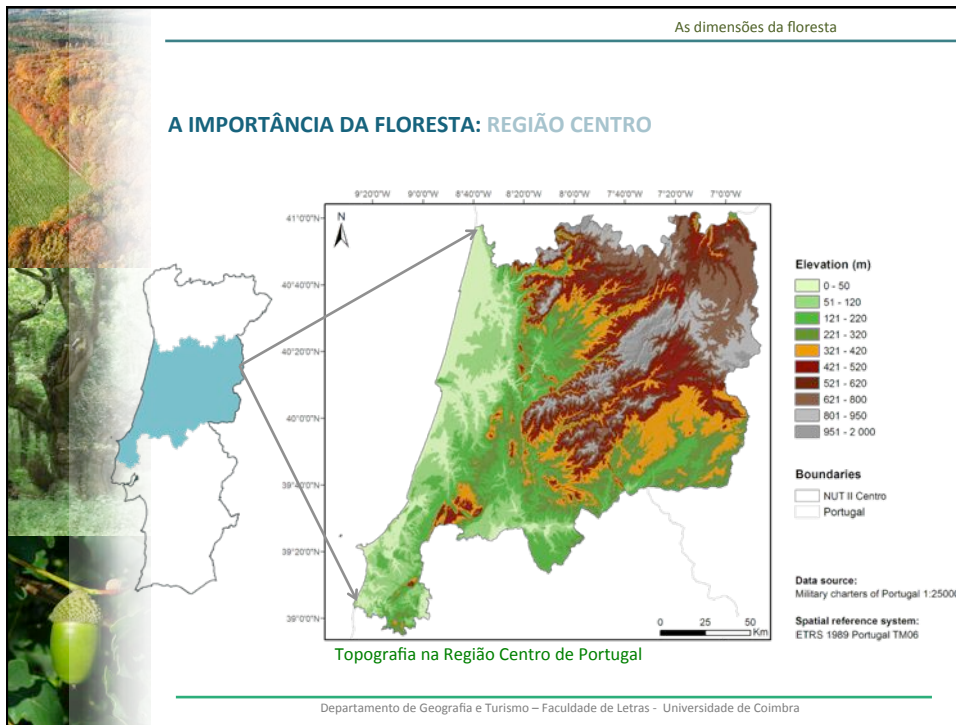 As dimensões da floresta
A IMPORTÂNCIA DA FLORESTA: REGIÃO CENTRO
9°20'0"W 9°0'0"W 8°40'0"W 8°20'0"W 8°0'0"W 7°40'0"W 7°20'0"W 7°0'0"W
N
41°0'0"N
40°40'0"N
40°20'0"N
40°0'0"N
39°40'0"N
39°20'0"N
39°0'0"N
0 25 50
Km
Elevation (m)
0 - 50
51 - 120
121 - 220
221 - 320
321 - 420
421 - 520
521 - 620
621 - 800
801 - 950
951 - 2 000
Boundaries
NUT II Centro
Portugal
Data source:
Military charters of Portugal 1:25000
Spatial reference system:
ETRS 1989 Portugal TM06
Topografia na Região Centro de Portugal
Departamento de Geografia e Turismo – Faculdade de Letras - Universidade de Coimbra